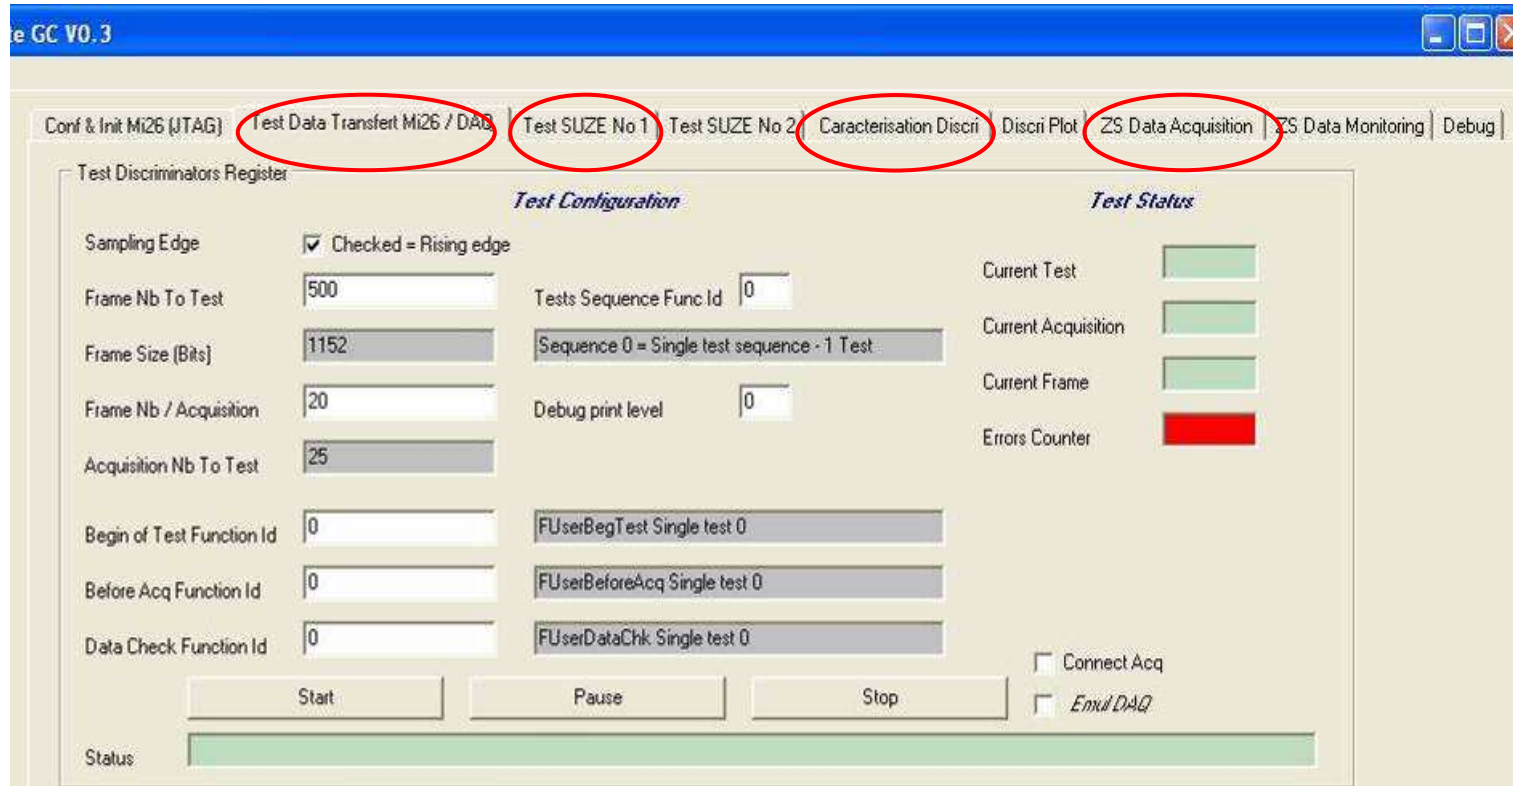 GC V0.3
Conf & Init Mi26 (JTAG) Test Data Transfert Mi26 / DAQ Test SUZE No 1 Test SUZE No 2 Caracterisation Discri Discri Plot ZS Data Acquisition ZS Data Monitoring Debug
Test Discriminators Register
Test Configuration Test Status
Sampling Edge Checked = Rising edge
Current Test
Frame Nb To Test 500 Tests Sequence Func Id 0
Current Acquisition
Frame Size (Bits) 1152 Sequence 0 = Single test sequence - 1 Test
Current Frame
Frame Nb / Acquisition 20 Debug print level 0
Errors Counter
Acquisition Nb To Test 25
Begin of Test Function Id 0 FUserBegTest Single test 0
Before Acq Function Id 0 FUserBeforeAcq Single test 0
Data Check Function Id 0 FUserDataChk Single test 0
Connect Acq
Start Pause Stop Emul DAQ
Status